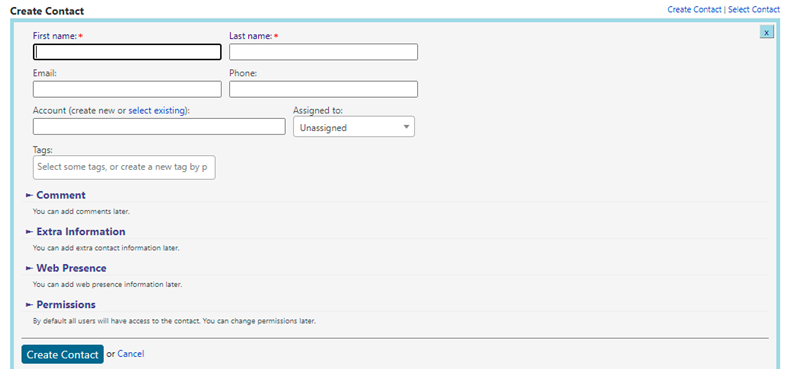 Create Contact
Create Contact | Select Contact
x
First name: * Last name: *
Email: Phone:
Account (create new or select existing): Assigned to:
Unassigned
Tags:
Select some tags, or create a new tag by p
► Comment
You can add comments later.
► Extra Information
You can add extra contact information later.
► Web Presence
You can add web presence information later.
► Permissions
By default all users will have access to the contact. You can change permissions later.
Create Contact or Cancel